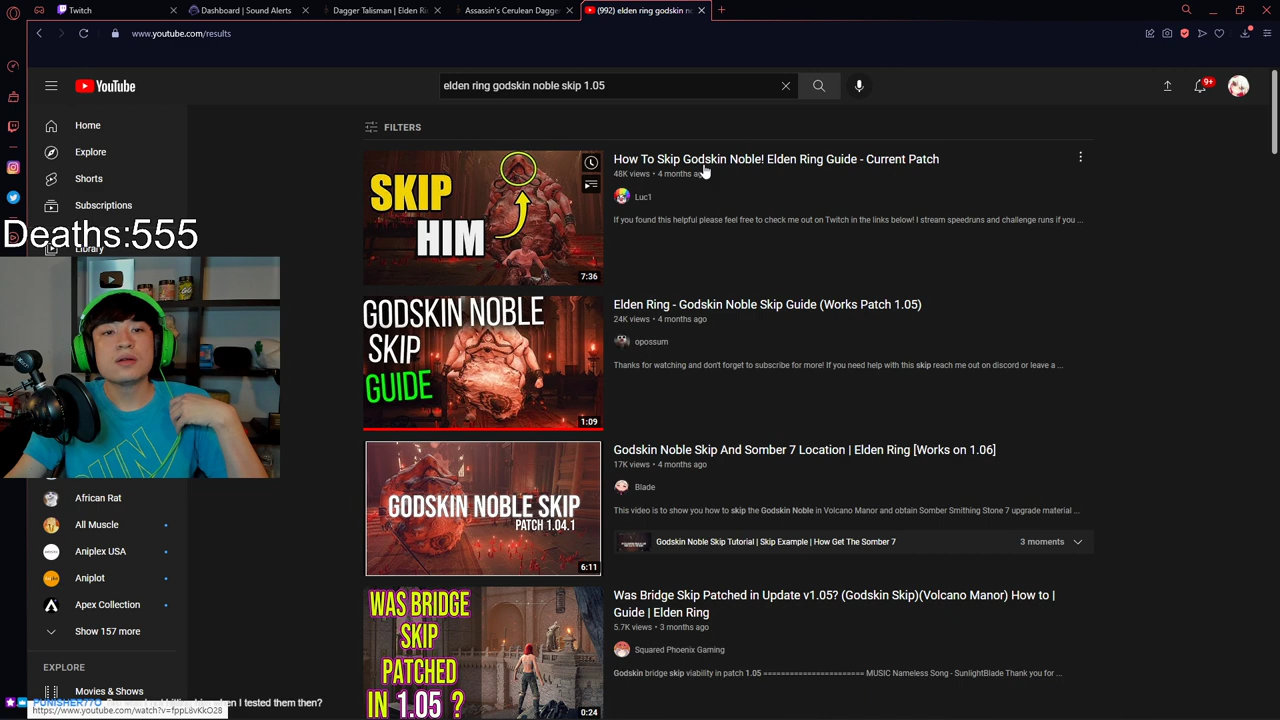 Twitch
Dashboard | Sound Alerts
Dagger Talisman | Elden Ri
Assassin's Cerulean Dagge
(992) elden ring godskin n
www.youtube.com/results
YouTube
elden ring godskin noble skip 1.05
9+
Home
Explore
Shorts
Subscriptions
Library
Deaths:555
African Rat
All Muscle
Aniplex USA
Aniplot
Apex Collection
Show 157 more
EXPLORE
Movies & Shows
FILTERS
SKIP
HIM
7:36
How To Skip Godskin Noble! Elden Ring Guide - Current Patch
48K views • 4 months ag
Luc1
If you found this helpful please feel free to check me out on Twitch in the links below! I stream speedruns and challenge runs if you ...
GODSKIN NOBLE
SKIP
GUIDE
1:09
Elden Ring - Godskin Noble Skip Guide (Works Patch 1.05)
24K views • 4 months ago
opossum
Thanks for watching and don't forget to subscribe for more! If you need help with this skip reach me out on discord or leave a ...
GODSKIN NOBLE SKIP
PATCH 1.04.1
6:11
Godskin Noble Skip And Somber 7 Location | Elden Ring [Works on 1.06]
17K views • 4 months ago
Blade
This video is to show you how to skip the Godskin Noble in Volcano Manor and obtain Somber Smithing Stone 7 upgrade material ...
Godskin Noble Skip Tutorial | Skip Example | How Get The Somber 7
3 moments
WAS BRIDGE
SKIP
PATCHED
IN 1.05 ?
0:24
Was Bridge Skip Patched in Update v1.05? (Godskin Skip)(Volcano Manor) How to |
Guide | Elden Ring
5.7K views • 3 months ago
Squared Phoenix Gaming
Godskin bridge skip viability in patch 1.05 ====================== MUSIC Nameless Song - SunlightBlade Thank you for ...
PUNISHER770
I tested them then?
https://www.youtube.com/watch?v=fppL8vKkO28